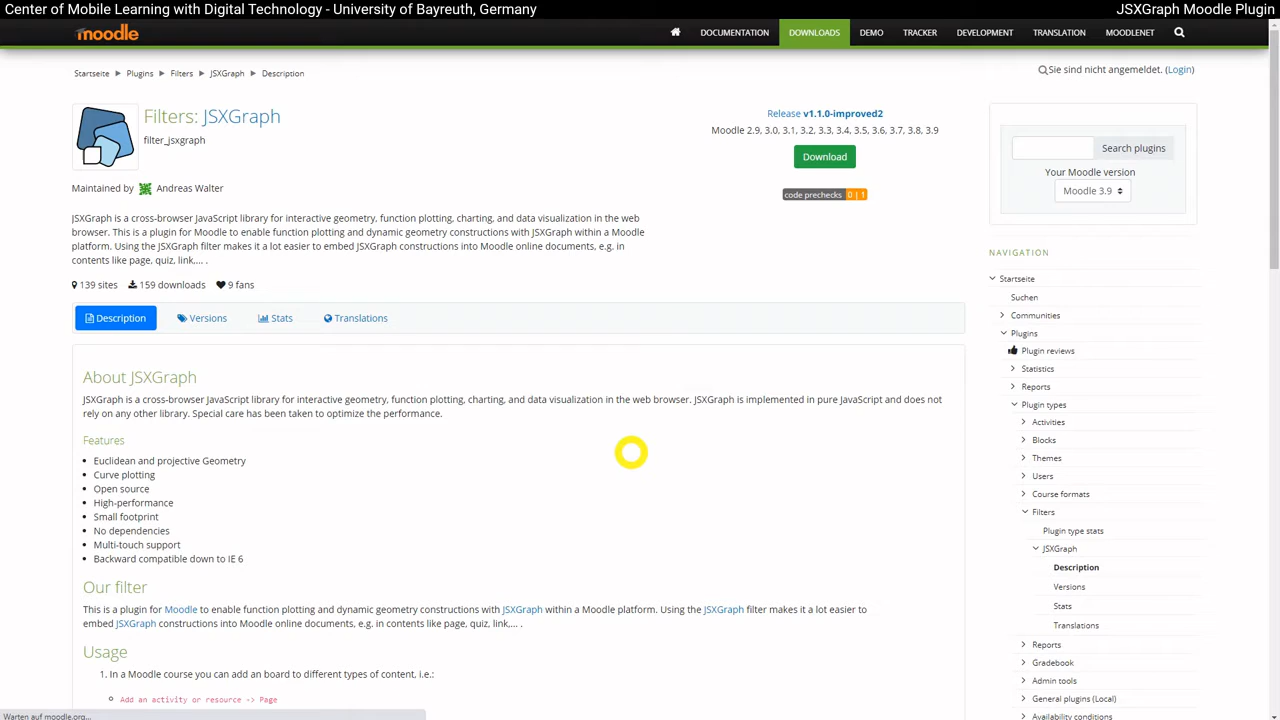 Center of Mobile Learning with Digital Technology - University of Bayreuth, Germany
JSXGraph Moodle Plugin
moodle
DOCUMENTATION
DOWNLOADS
DEMO
TRACKER
DEVELOPMENT
TRANSLATION
MOODLENET
Startseite
Plugins
Filters
JSXGraph
Description
Sie sind nicht angemeldet. (Login)
Filters: JSXGraph
filter_jsxgraph
Release v1.1.0-improved2
Moodle 2.9, 3.0, 3.1, 3.2, 3.3, 3.4, 3.5, 3.6, 3.7, 3.8, 3.9
Download
code prechecks 0 | 1
Maintained by Andreas Walter
JSXGraph is a cross-browser JavaScript library for interactive geometry, function plotting, charting, and data visualization in the web
browser. This is a plugin for Moodle to enable function plotting and dynamic geometry constructions with JSXGraph within a Moodle
platform. Using the JSXGraph filter makes it a lot easier to embed JSXGraph constructions into Moodle online documents, e.g. in
contents like page, quiz, link,... .
139 sites
159 downloads
9 fans
Description
Versions
Stats
Translations
About JSXGraph
JSXGraph is a cross-browser JavaScript library for interactive geometry, function plotting, charting, and data visualization in the web browser. JSXGraph is implemented in pure JavaScript and does not
rely on any other library. Special care has been taken to optimize the performance.
Features
Euclidean and projective Geometry
Curve plotting
Open source
High-performance
Small footprint
No dependencies
Multi-touch support
Backward compatible down to IE 6
Our filter
This is a plugin for Moodle to enable function plotting and dynamic geometry constructions with JSXGraph within a Moodle platform. Using the JSXGraph filter makes it a lot easier to
embed JSXGraph constructions into Moodle online documents, e.g. in contents like page, quiz, link,... .
Usage
1. In a Moodle course you can add an board to different types of content, i.e.:
Add an activity or resource -> Page
Warten auf moodle.org...
Search plugins
Your Moodle version
Moodle 3.9
NAVIGATION
Startseite
Suchen
Communities
Plugins
Plugin reviews
Statistics
Reports
Plugin types
Activities
Blocks
Themes
Users
Course formats
Filters
Plugin type stats
JSXGraph
Description
Versions
Stats
Translations
Reports
Gradebook
Admin tools
General plugins (Local)
Availability conditions